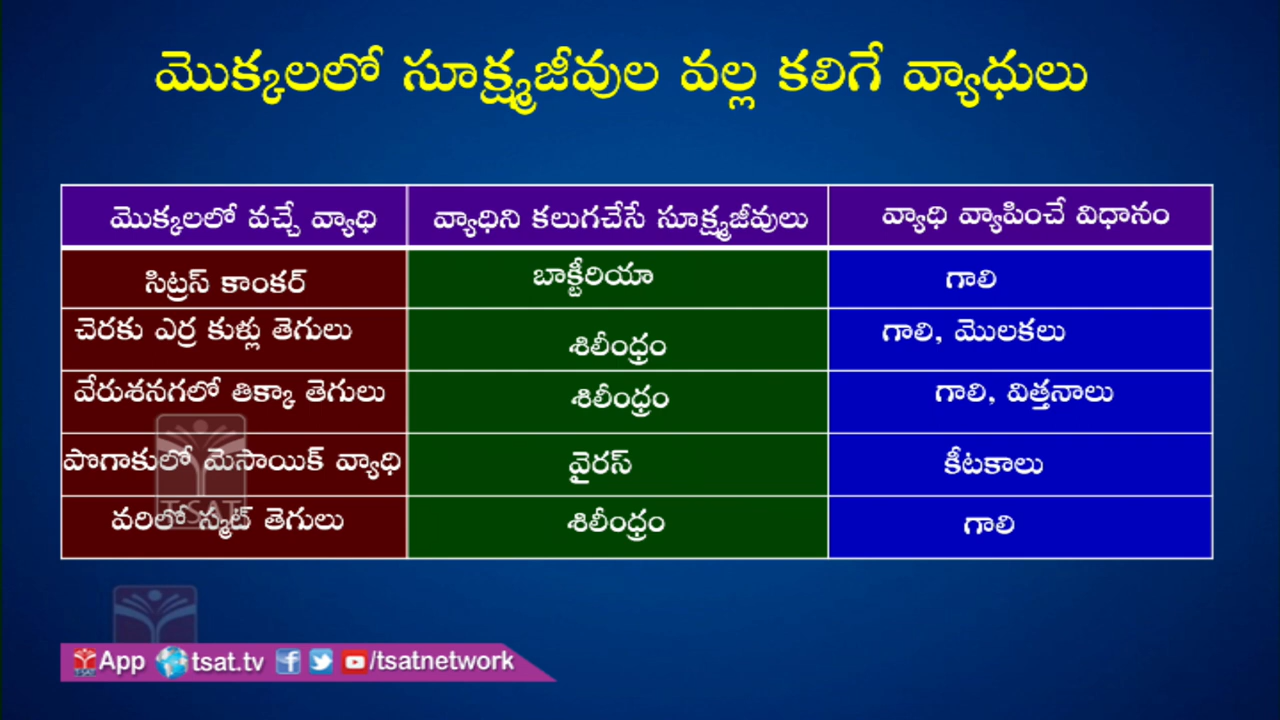 మొక్కలలో సూక్ష్మజీవుల వల్ల కలిగే వ్యాధులు
మొక్కలలో వచ్చే వ్యాధి వ్యాధిని కలుగచేసే సూక్ష్మజీవులు వ్యాధి వ్యాపించే విధానం
సిట్రస్ కాంకర్ బాక్టీరియా గాలి
చెరకు ఎర్ర కుళ్లు తెగులు శిలీంధ్రం గాలి, మొలకలు
వేరుశనగలో తిక్కా తెగులు శిలీంధ్రం గాలి, విత్తనాలు
పొగాకులో మెసాయిక్ వ్యాధి వైరస్ కీటకాలు
వరిలో స్మట్ తెగులు శిలీంధ్రం గాలి
T-SAT
App tsat.tv /tsatnetwork